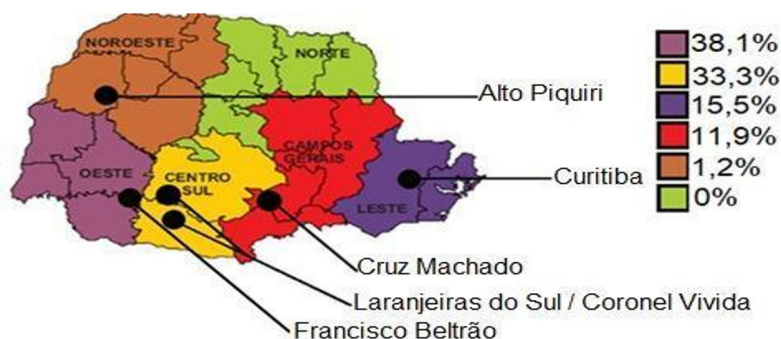 NOROESTE
NORTE
Alto Piquiri
CAMPOS
GERAIS
OESTE
CENTRO
SUL
Curitiba
LESTE
Cruz Machado
Laranjeiras do Sul / Coronel Vivida
Francisco Beltrão
38,1%
33,3%
15,5%
11,9%
1,2%
0%